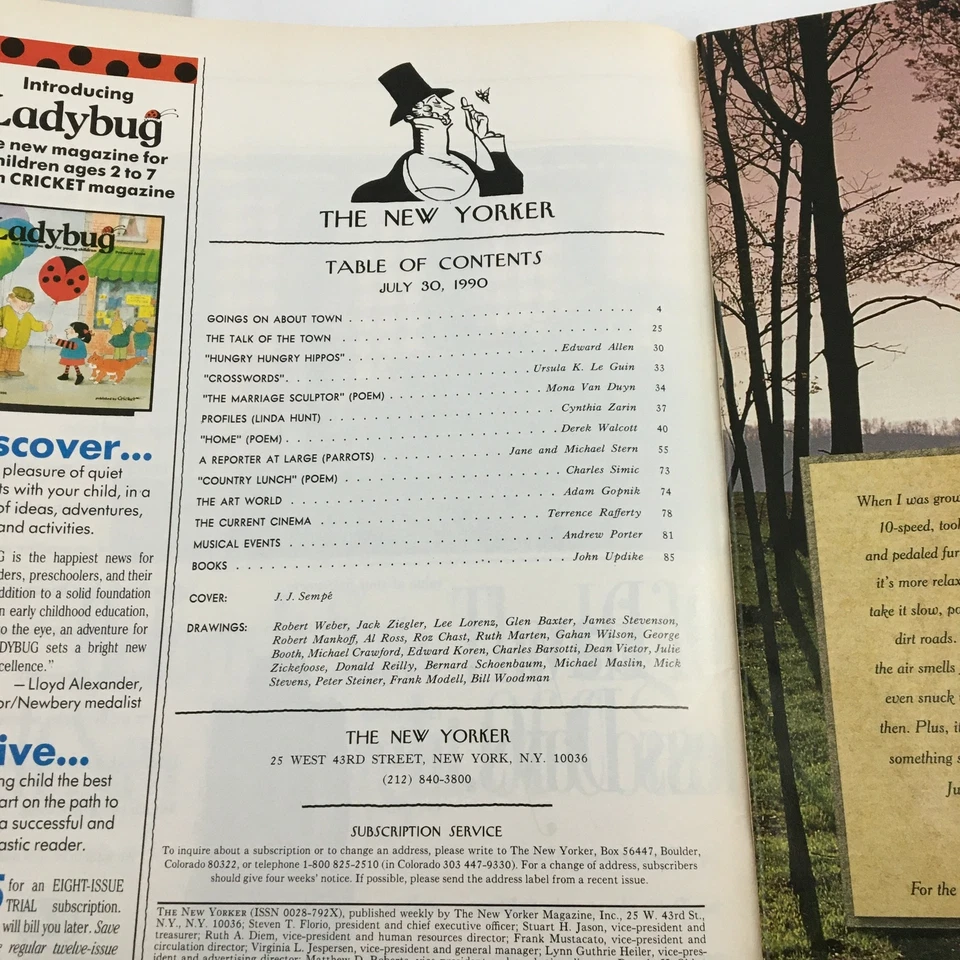 Introducing
Ladybug
new magazine for
children ages 2 to 7
CRICKET magazine
Ladybug
pleasure of quiet
with your child, in a
of ideas, adventures,
and activities.
is the happiest news for
preschoolers, and their
to a solid foundation
early childhood education,
to the eye, an adventure for
LADYBUG sets a bright new
— Lloyd Alexander,
Newbery medalist
child the best
on the path to
a successful and
reader.
for an EIGHT-ISSUE
TRIAL subscription.
will bill you later. Save
regular twelve-issue
THE NEW YORKER
TABLE OF CONTENTS
JULY 30, 1990
GOINGS ON ABOUT TOWN 4
THE TALK OF THE TOWN 25
"HUNGRY HUNGRY HIPPOS" Edward Allen 30
"CROSSWORDS" Ursula K. Le Guin 33
"THE MARRIAGE SCULPTOR" (POEM) Mona Van Duyn 34
PROFILES (LINDA HUNT) Cynthia Zarin 37
"HOME" (POEM) Derek Walcott 40
A REPORTER AT LARGE (PARROTS) Jane and Michael Stern 55
"COUNTRY LUNCH" (POEM) Charles Simic 73
THE ART WORLD Adam Gopnik 74
THE CURRENT CINEMA Terrence Rafferty 78
MUSICAL EVENTS Andrew Porter 81
BOOKS John Updike 85
COVER: J. J. Sempé
DRAWINGS: Robert Weber, Jack Ziegler, Lee Lorenz, Glen Baxter, James Stevenson,
Robert Mankoff, Al Ross, Roz Chast, Ruth Marten, Gahan Wilson, George
Booth, Michael Crawford, Edward Koren, Charles Barsotti, Dean Vietor, Julie
Zickefoose, Donald Reilly, Bernard Schoenbaum, Michael Maslin, Mick
Stevens, Peter Steiner, Frank Modell, Bill Woodman
THE NEW YORKER
25 WEST 43RD STREET, NEW YORK, N.Y. 10036
(212) 840-3800
SUBSCRIPTION SERVICE
To inquire about a subscription or to change an address, please write to The New Yorker, Box 56447, Boulder,
Colorado 80322, or telephone 1-800 825-2510 (in Colorado 303 447-9330). For a change of address, subscribers
should give four weeks' notice. If possible, please send the address label from a recent issue.
THE NEW YORKER (ISSN 0028-792X), published weekly by The New Yorker Magazine, Inc., 25 W. 43rd St.,
N.Y., N.Y. 10036; Steven T. Florio, president and chief executive officer; Stuart H. Jason, vice-president and
treasurer; Ruth A. Diem, vice-president and human resources director; Frank Mustacato, vice-president and
circulation director; Virginia L. Jespersen, vice-president and general manager; Lynn Guthrie Heiler, vice-pres-
When I was
10-speed,
and pedaled
it's more
take it slow,
dirt roads.
the air smells
even snuck
then. Plus,
something
For the